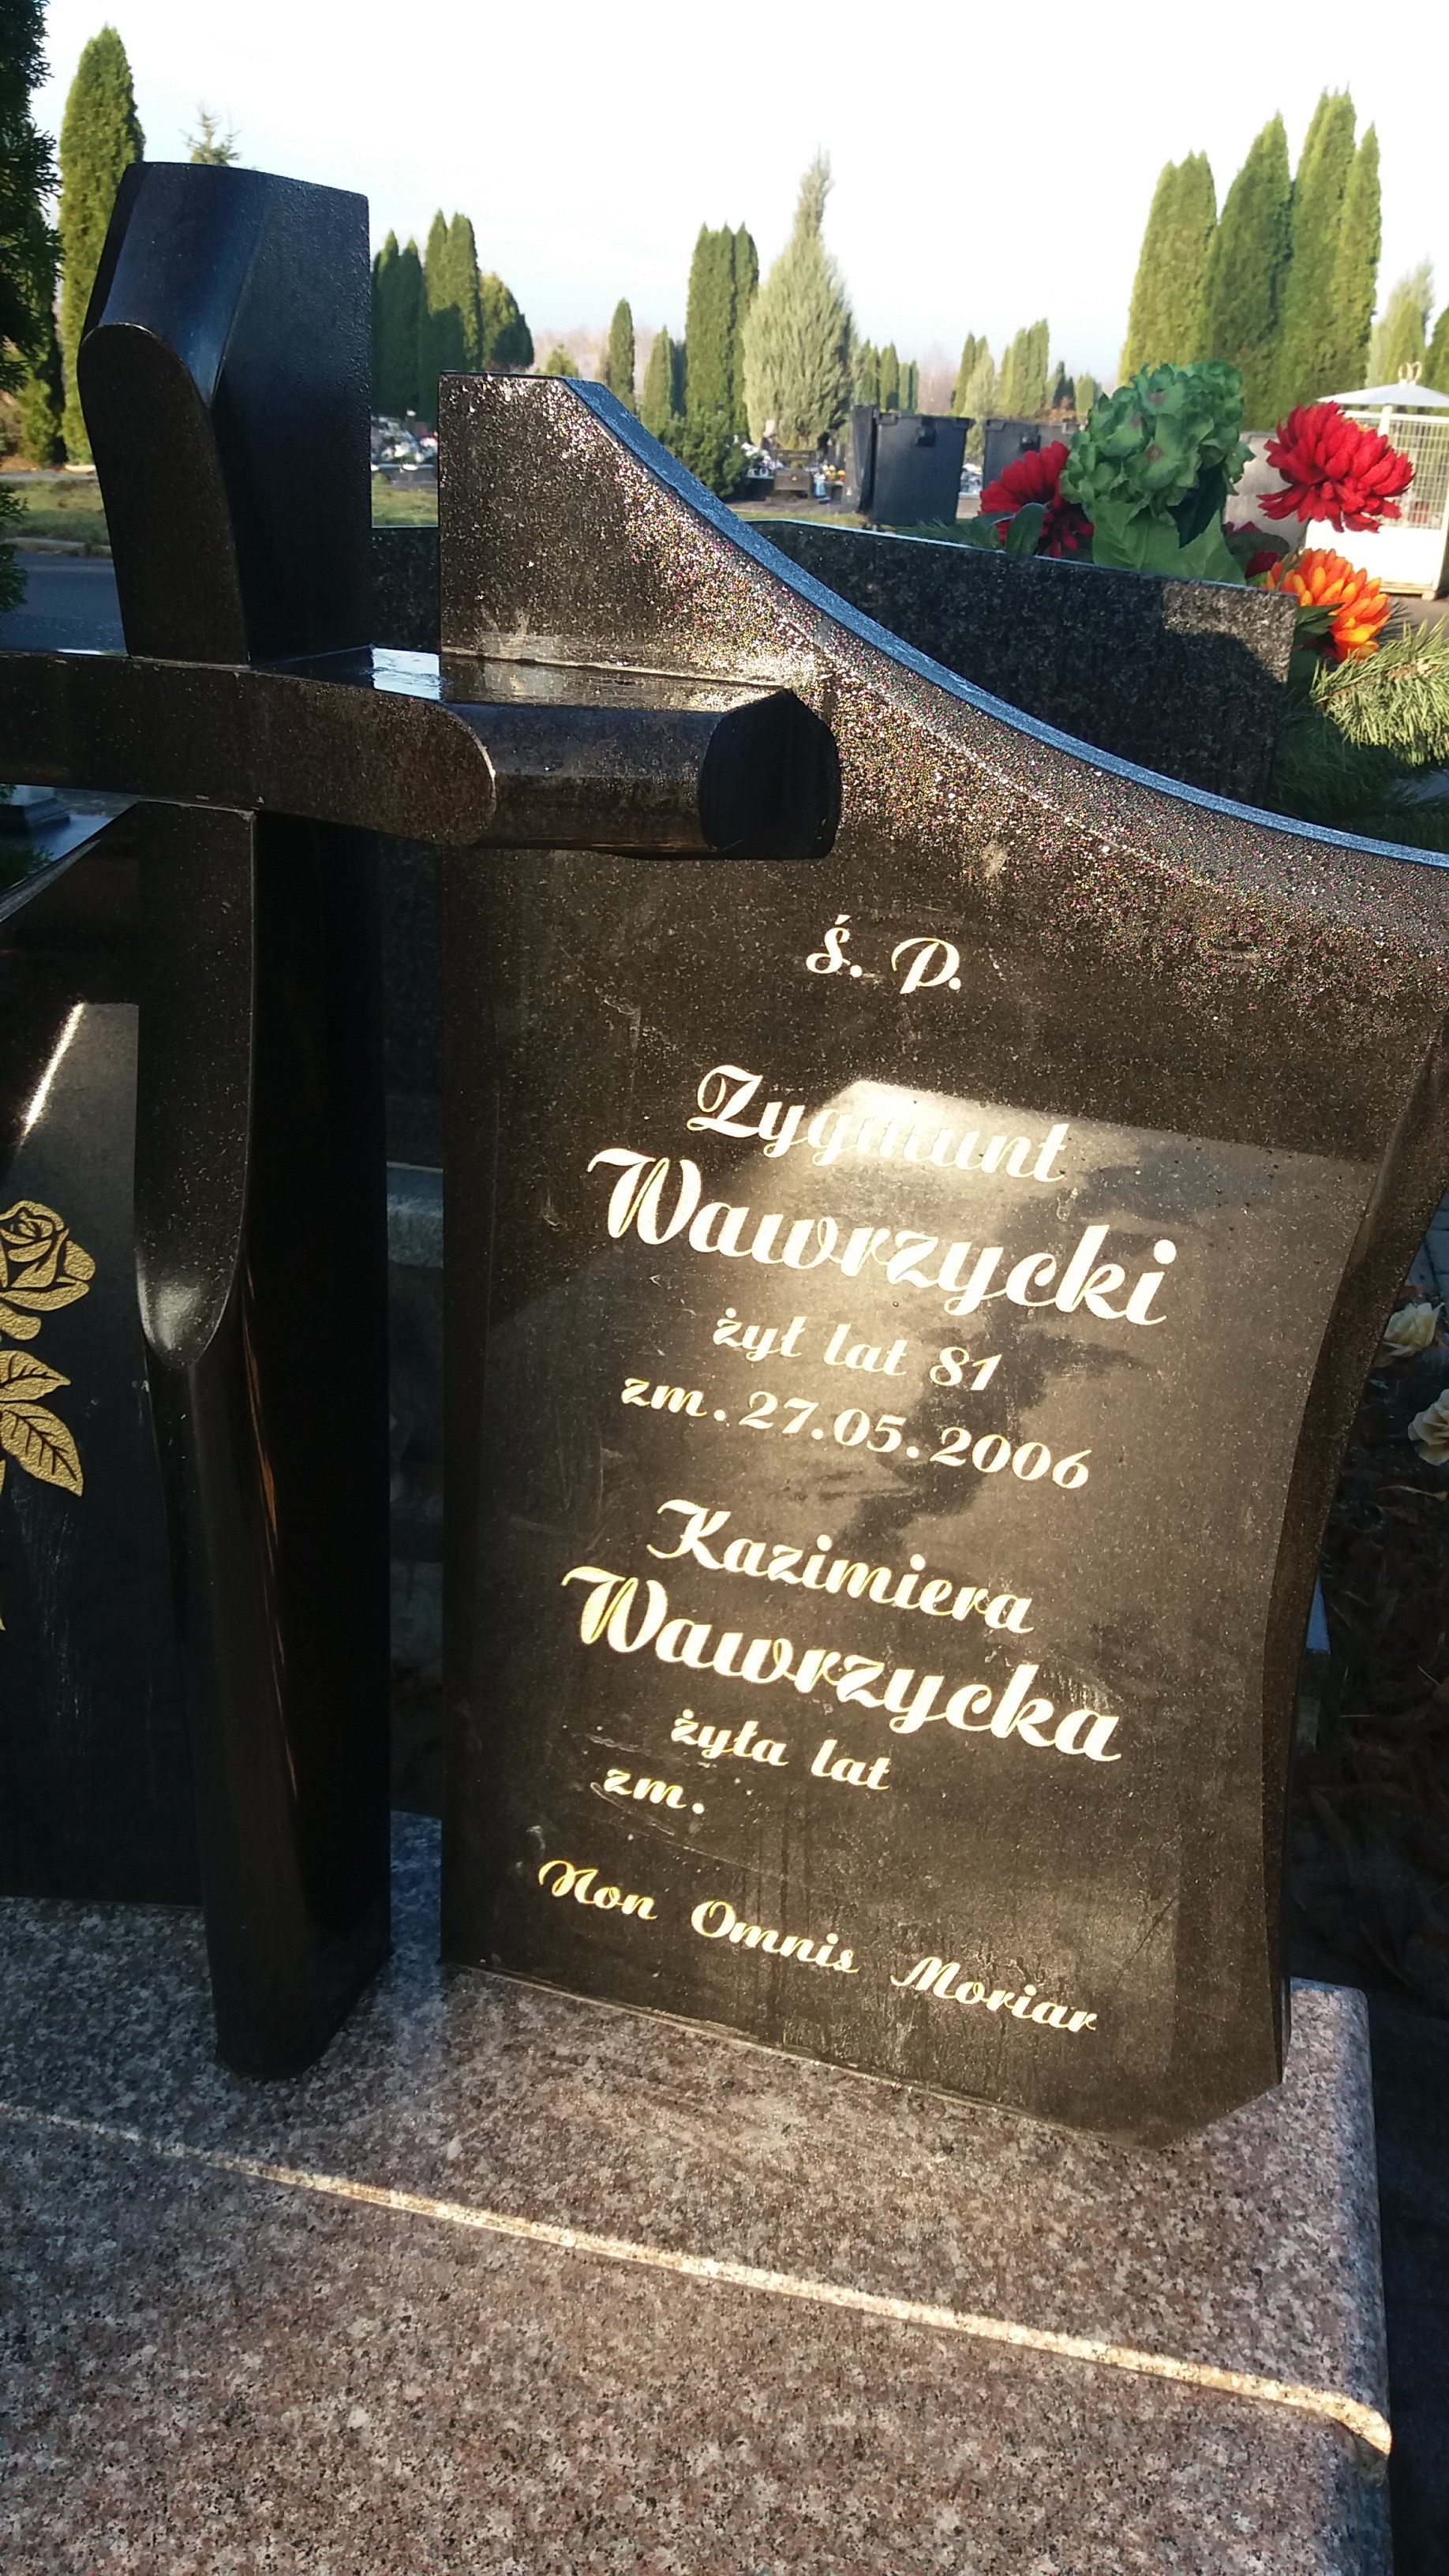 ś. P.
Zygmunt
Wawrzycki
żył lat 81
zm. 27.05.2006
Kazimiera
Wawrzycka
żyła lat
zm.
Non Omnis Moriar